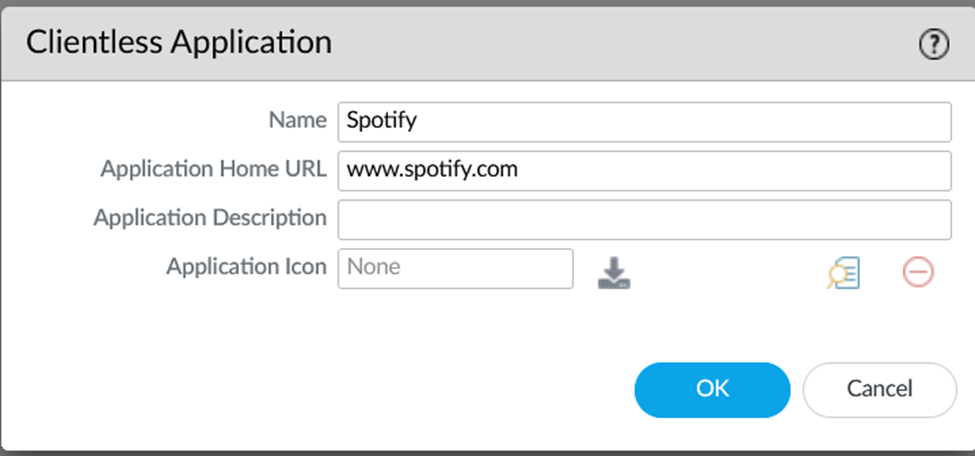 Clientless Application
?
Name Spotify
Application Home URL www.spotify.com
Application Description
Application Icon None
OK Cancel